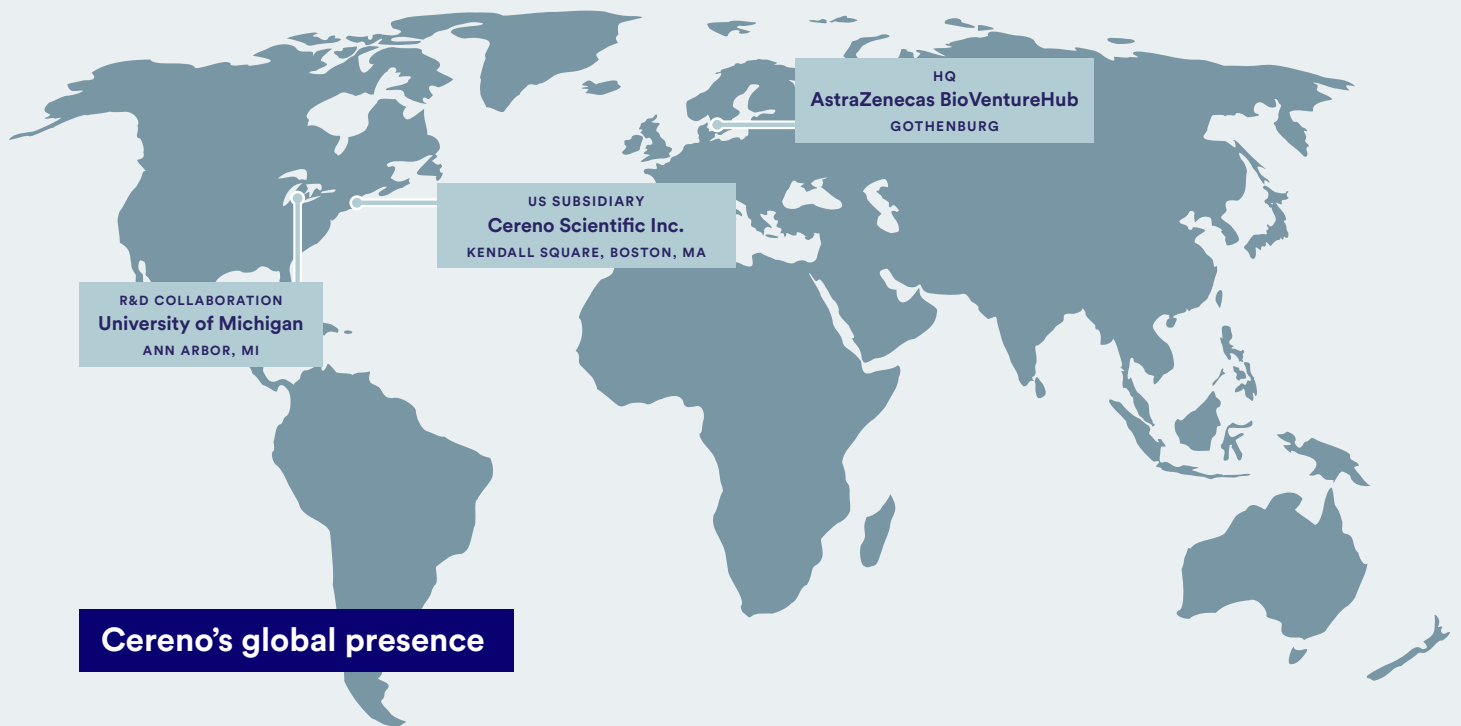 HQ
AstraZenecas BioVentureHub
GOTHENBURG
US SUBSIDIARY
Cereno Scientific Inc.
KENDALL SQUARE, BOSTON, MA
R&D COLLABORATION
University of Michigan
ANN ARBOR, MI
Cereno’s global presence